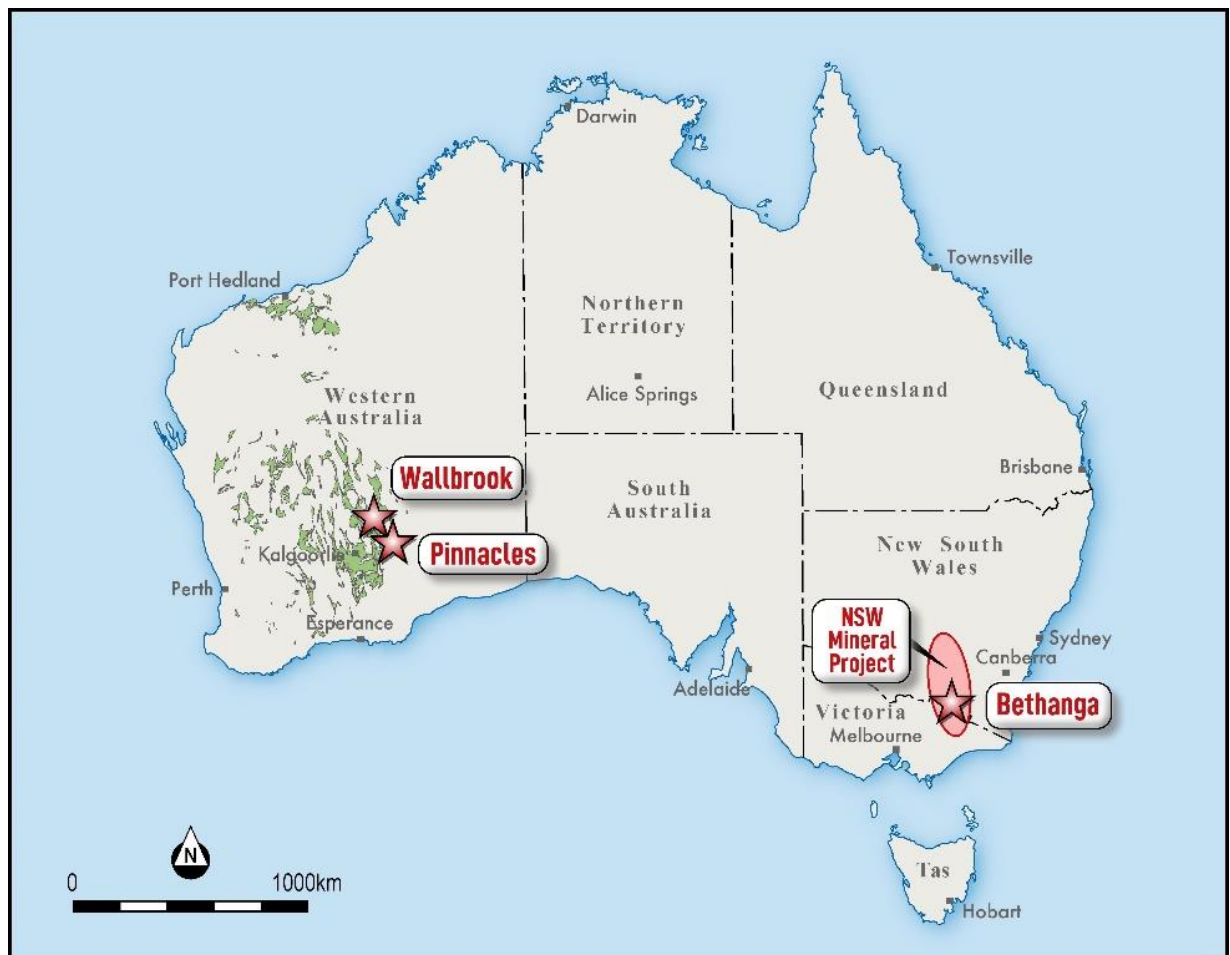 Darwin
Townsville
Port Hedland
Northern
Territory
Alice Springs
Queensland
Western
Australia
Wallbrook
Brisbane
South
Australia
Kalgoorlie
Pinnacles
New South
Wales
Perth
Esperance
NSW
Mineral
Project
Sydney
Canberra
Adelaide
Bethanga
Victoria
Melbourne
N
0 1000km
Tas
Hobart